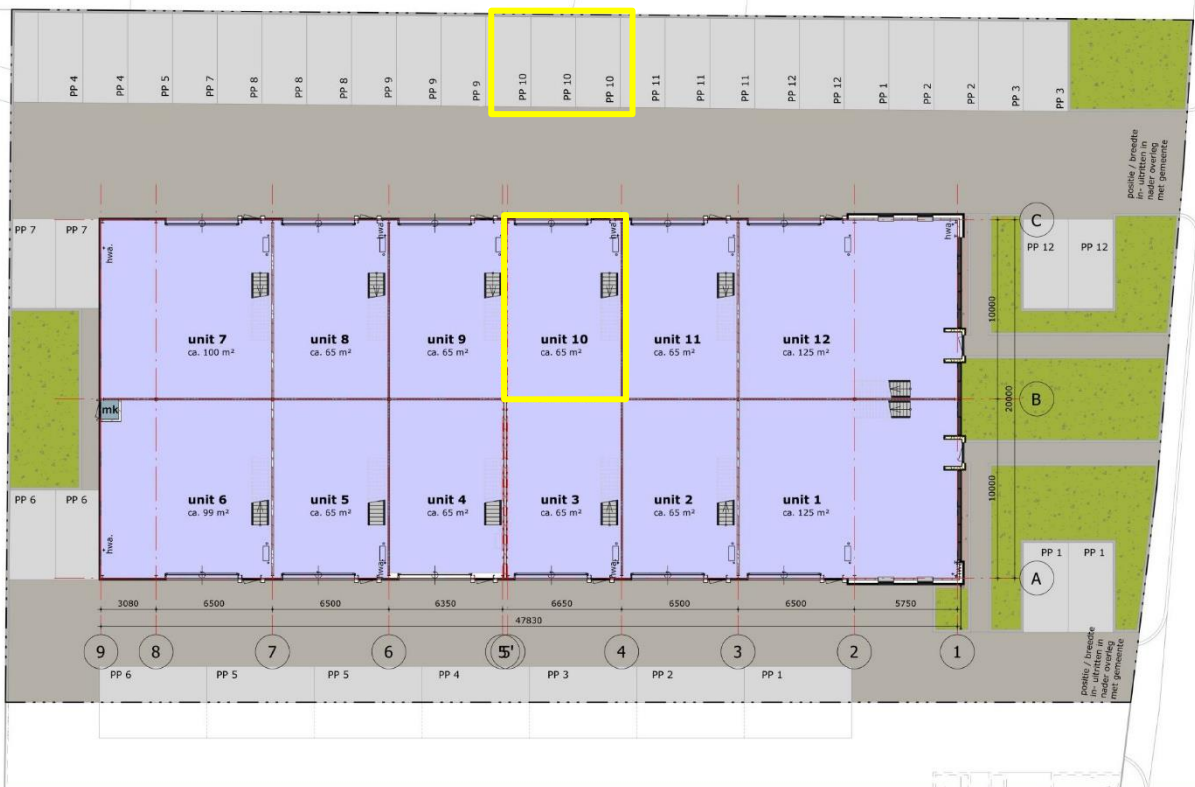 PP 4
PP 4
PP 5
PP 7
PP 8
PP 8
PP 8
PP 9
PP 9
PP 9
PP 10
PP 10
PP 10
PP 11
PP 11
PP 11
PP 12
PP 12
PP 1
PP 2
PP 2
PP 3
PP 3
positie / breedte
in- uitritten in
nader overleg
met gemeente
PP 7
PP 7
hwa.
hwa.
hwa.
hwa.
C
PP 12
PP 12
unit 7
ca. 100 m²
unit 8
ca. 65 m²
unit 9
ca. 65 m²
unit 10
ca. 65 m²
unit 11
ca. 65 m²
unit 12
ca. 125 m²
10000
mk
20000
B
PP 6
PP 6
unit 6
ca. 99 m²
unit 5
ca. 65 m²
unit 4
ca. 65 m²
unit 3
ca. 65 m²
unit 2
ca. 65 m²
unit 1
ca. 125 m²
10000
hwa.
hwa.
hwa.
PP 1
PP 1
A
3080
6500
6500
6350
6650
6500
6500
5750
47830
9
8
7
6
5'
4
3
2
1
PP 6
PP 5
PP 5
PP 4
PP 3
PP 2
PP 1
positie / breedte
in- uitritten in
nader overleg
met gemeente